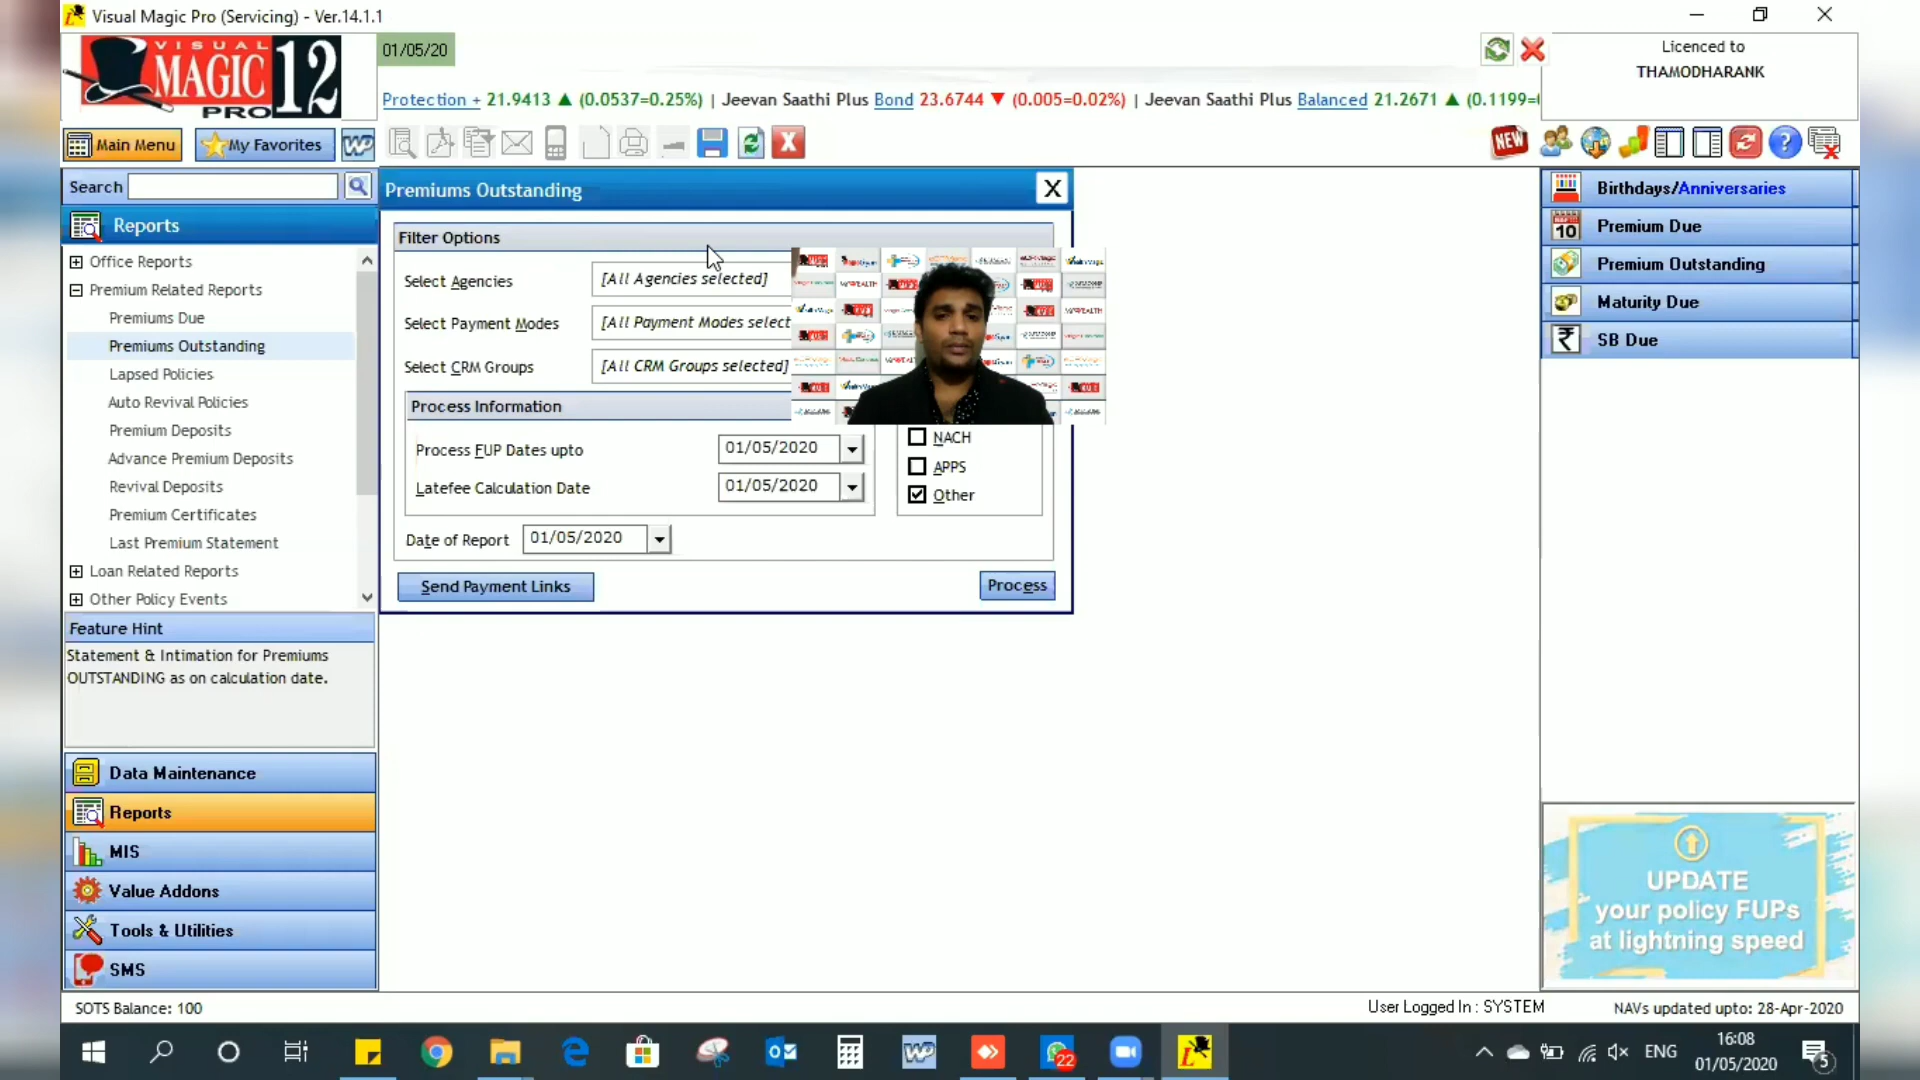 Visual Magic Pro (Servicing) - Ver.14.1.1
VISUAL
MAGIC 12
PRO
01/05/20
Licenced to
THAMODHARANK
Protection + 21.9413 ▲ (0.0537=0.25%) | Jeevan Saathi Plus Bond 23.6744 ▼ (0.005=0.02%) | Jeevan Saathi Plus Balanced 21.2671 ▲ (0.1199=
Main Menu
My Favorites
WP
X
NEW
?
Search
Reports
Office Reports
Premium Related Reports
Premiums Due
Premiums Outstanding
Lapsed Policies
Auto Revival Policies
Premium Deposits
Advance Premium Deposits
Revival Deposits
Premium Certificates
Last Premium Statement
Loan Related Reports
Other Policy Events
Feature Hint
Statement & Intimation for Premiums
OUTSTANDING as on calculation date.
Data Maintenance
Reports
MIS
Value Addons
Tools & Utilities
SMS
Premiums Outstanding
X
Filter Options
Select Agencies
[All Agencies selected]
Select Payment Modes
[All Payment Modes select
Select CRM Groups
[All CRM Groups selected]
Process Information
Process FUP Dates upto
01/05/2020
Latefee Calculation Date
01/05/2020
NACH
APPS
Other
Date of Report
01/05/2020
Send Payment Links
Process
Birthdays/Anniversaries
10
Premium Due
Premium Outstanding
Maturity Due
₹
SB Due
UPDATE
your policy FUPs
at lightning speed
SOTS Balance: 100
User Logged In : SYSTEM
NAVs updated upto: 28-Apr-2020
WP
22
ENG
16:08
01/05/2020
5